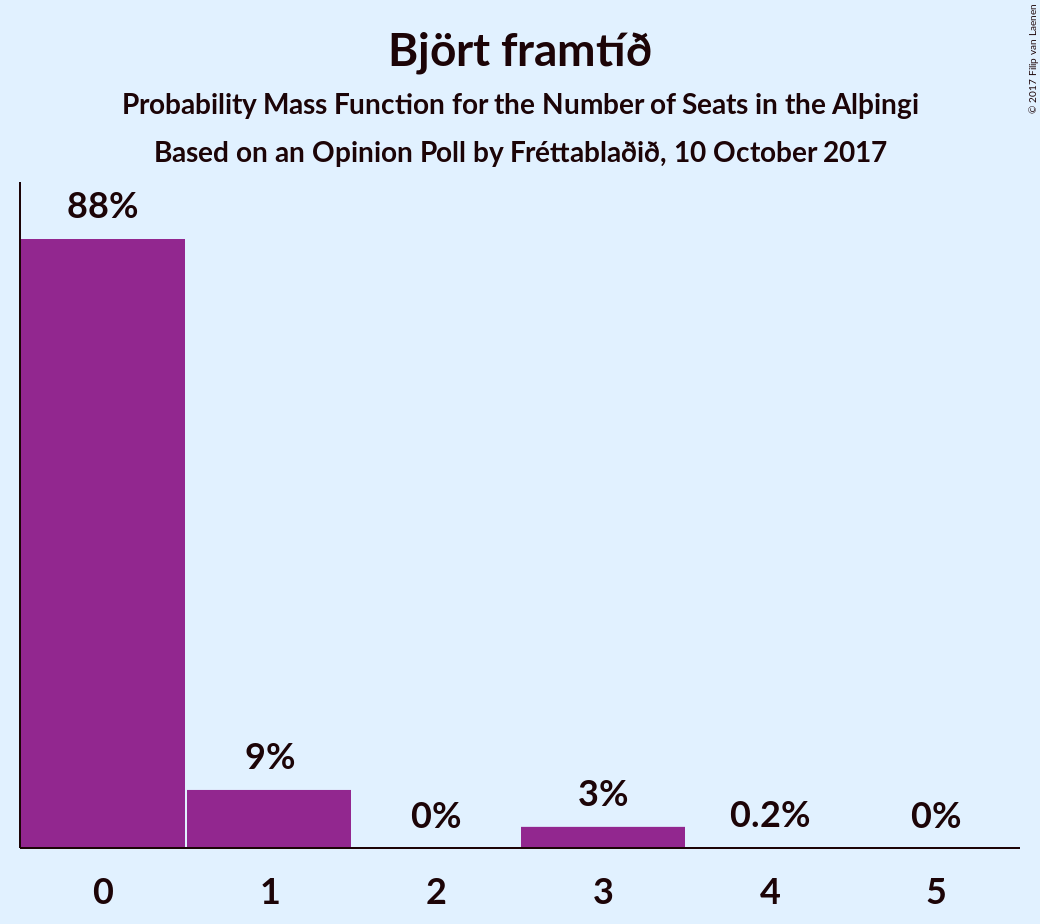 Björt framtíð
Probability Mass Function for the Number of Seats in the Alþingi
Based on an Opinion Poll by Fréttablaðið, 10 October 2017
© 2017 Filip van Laenen
88%
9%
0%
3%
0.2%
0%
0 1 2 3 4 5